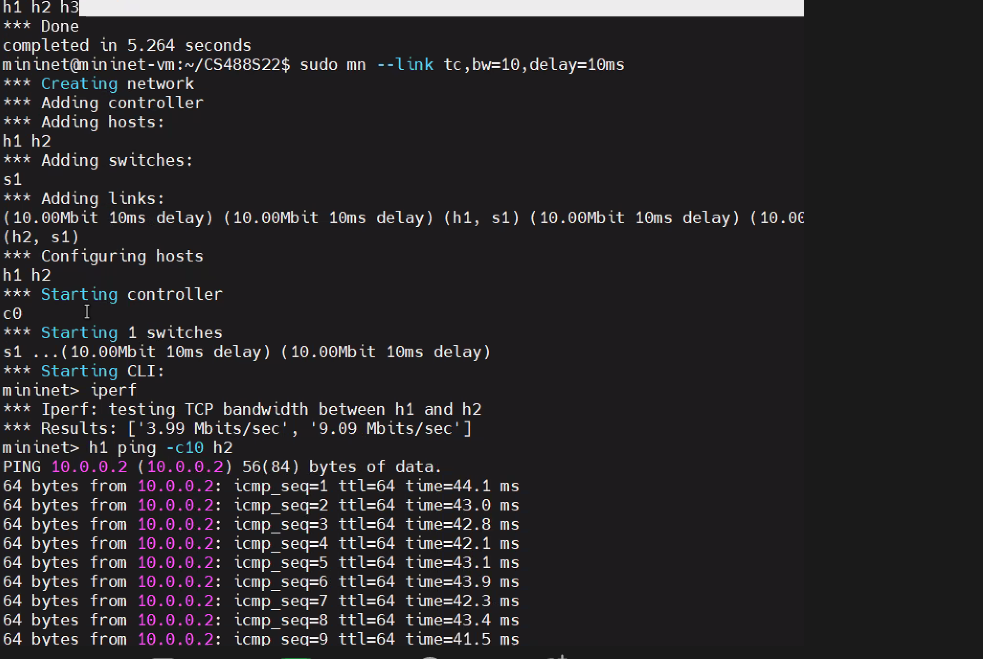 h1 h2 h3
*** Done
completed in 5.264 seconds
mininet@mininet-vm:~/CS488S22$ sudo mn --link tc,bw=10,delay=10ms
*** Creating network
*** Adding controller
*** Adding hosts:
h1 h2
*** Adding switches:
s1
*** Adding links:
(10.00Mbit 10ms delay) (10.00Mbit 10ms delay) (h1, s1) (10.00Mbit 10ms delay) (10.00
(h2, s1)
*** Configuring hosts
h1 h2
*** Starting controller
c0
*** Starting 1 switches
s1 ...(10.00Mbit 10ms delay) (10.00Mbit 10ms delay)
*** Starting CLI:
mininet> iperf
*** Iperf: testing TCP bandwidth between h1 and h2
*** Results: ['3.99 Mbits/sec', '9.09 Mbits/sec']
mininet> h1 ping -c10 h2
PING 10.0.0.2 (10.0.0.2) 56(84) bytes of data.
64 bytes from 10.0.0.2: icmp_seq=1 ttl=64 time=44.1 ms
64 bytes from 10.0.0.2: icmp_seq=2 ttl=64 time=43.0 ms
64 bytes from 10.0.0.2: icmp_seq=3 ttl=64 time=42.8 ms
64 bytes from 10.0.0.2: icmp_seq=4 ttl=64 time=42.1 ms
64 bytes from 10.0.0.2: icmp_seq=5 ttl=64 time=43.1 ms
64 bytes from 10.0.0.2: icmp_seq=6 ttl=64 time=43.9 ms
64 bytes from 10.0.0.2: icmp_seq=7 ttl=64 time=42.3 ms
64 bytes from 10.0.0.2: icmp_seq=8 ttl=64 time=43.4 ms
64 bytes from 10.0.0.2: icmp_seq=9 ttl=64 time=41.5 ms